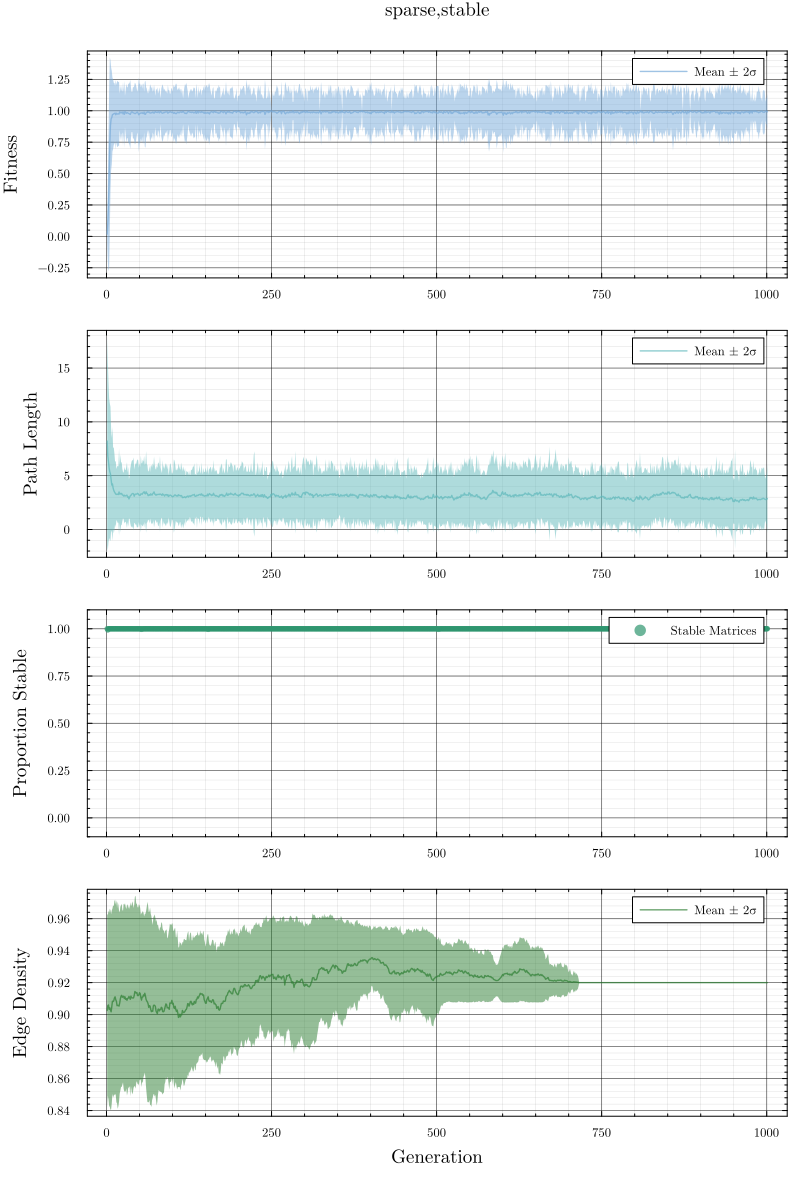 sparse,stable
Mean ± 2σ
Fitness
1.25
1.00
0.75
0.50
0.25
0.00
−0.25
0 250 500 750 1000
Mean ± 2σ
Path Length
15
10
5
0
0 250 500 750 1000
Stable Matrices
Proportion Stable
1.00
0.75
0.50
0.25
0.00
0 250 500 750 1000
Mean ± 2σ
Edge Density
0.96
0.94
0.92
0.90
0.88
0.86
0.84
0 250 500 750 1000
Generation